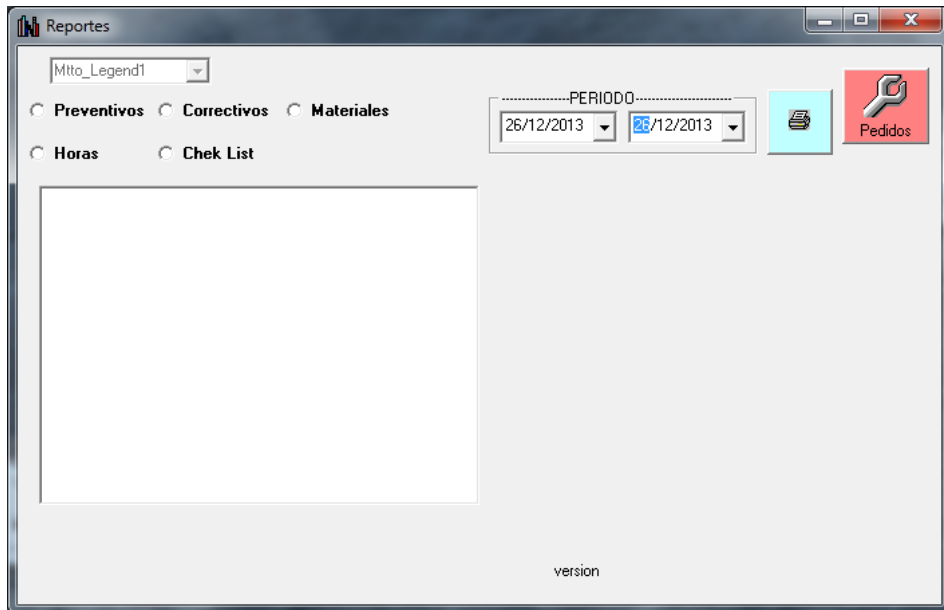 Reportes
Mtto_Legend1
Preventivos Correctivos Materiales
Horas Chek List
----------------PERIODO----------------------
26/12/2013 26/12/2013
Pedidos
version